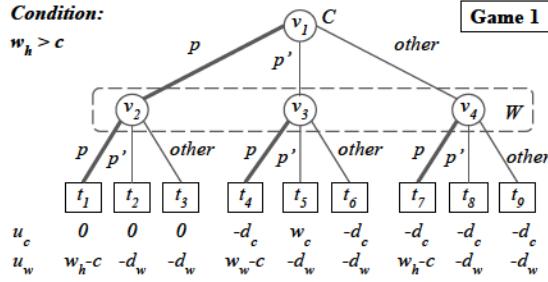 Condition:
w_h > c
v_1 C
Game 1
p p' other
v_2 v_3 v_4 W
p p' other p p' other p p' other
t_1 t_2 t_3 t_4 t_5 t_6 t_7 t_8 t_9
u_c 0 0 0 -d_c w_c -d_c -d_c -d_c -d_c
u_w w_h-c -d_w -d_w w_w-c -d_w -d_w w_h-c -d_w -d_w